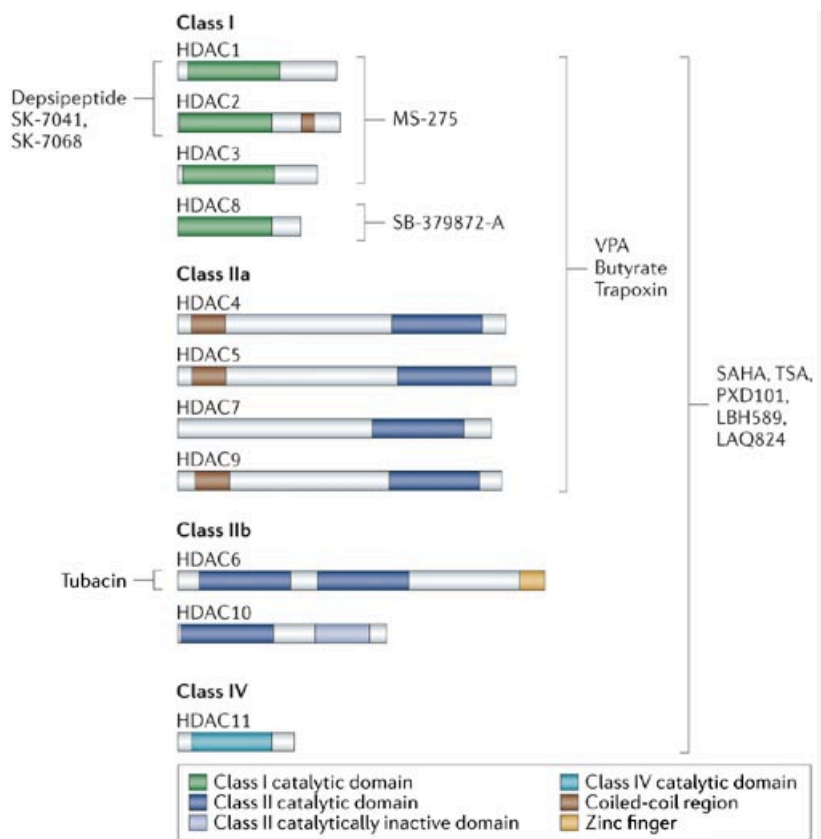 Class I
HDAC1
Depsipeptide
SK-7041,
SK-7068
HDAC2
MS-275
HDAC3
HDAC8
SB-379872-A
VPA
Butyrate
Trapoxin
Class IIa
HDAC4
HDAC5
HDAC7
HDAC9
SAHA, TSA,
PXD101,
LBH589,
LAQ824
Class IIb
HDAC6
Tubacin
HDAC10
Class IV
HDAC11
Class I catalytic domain
Class II catalytic domain
Class II catalytically inactive domain
Class IV catalytic domain
Coiled-coil region
Zinc finger